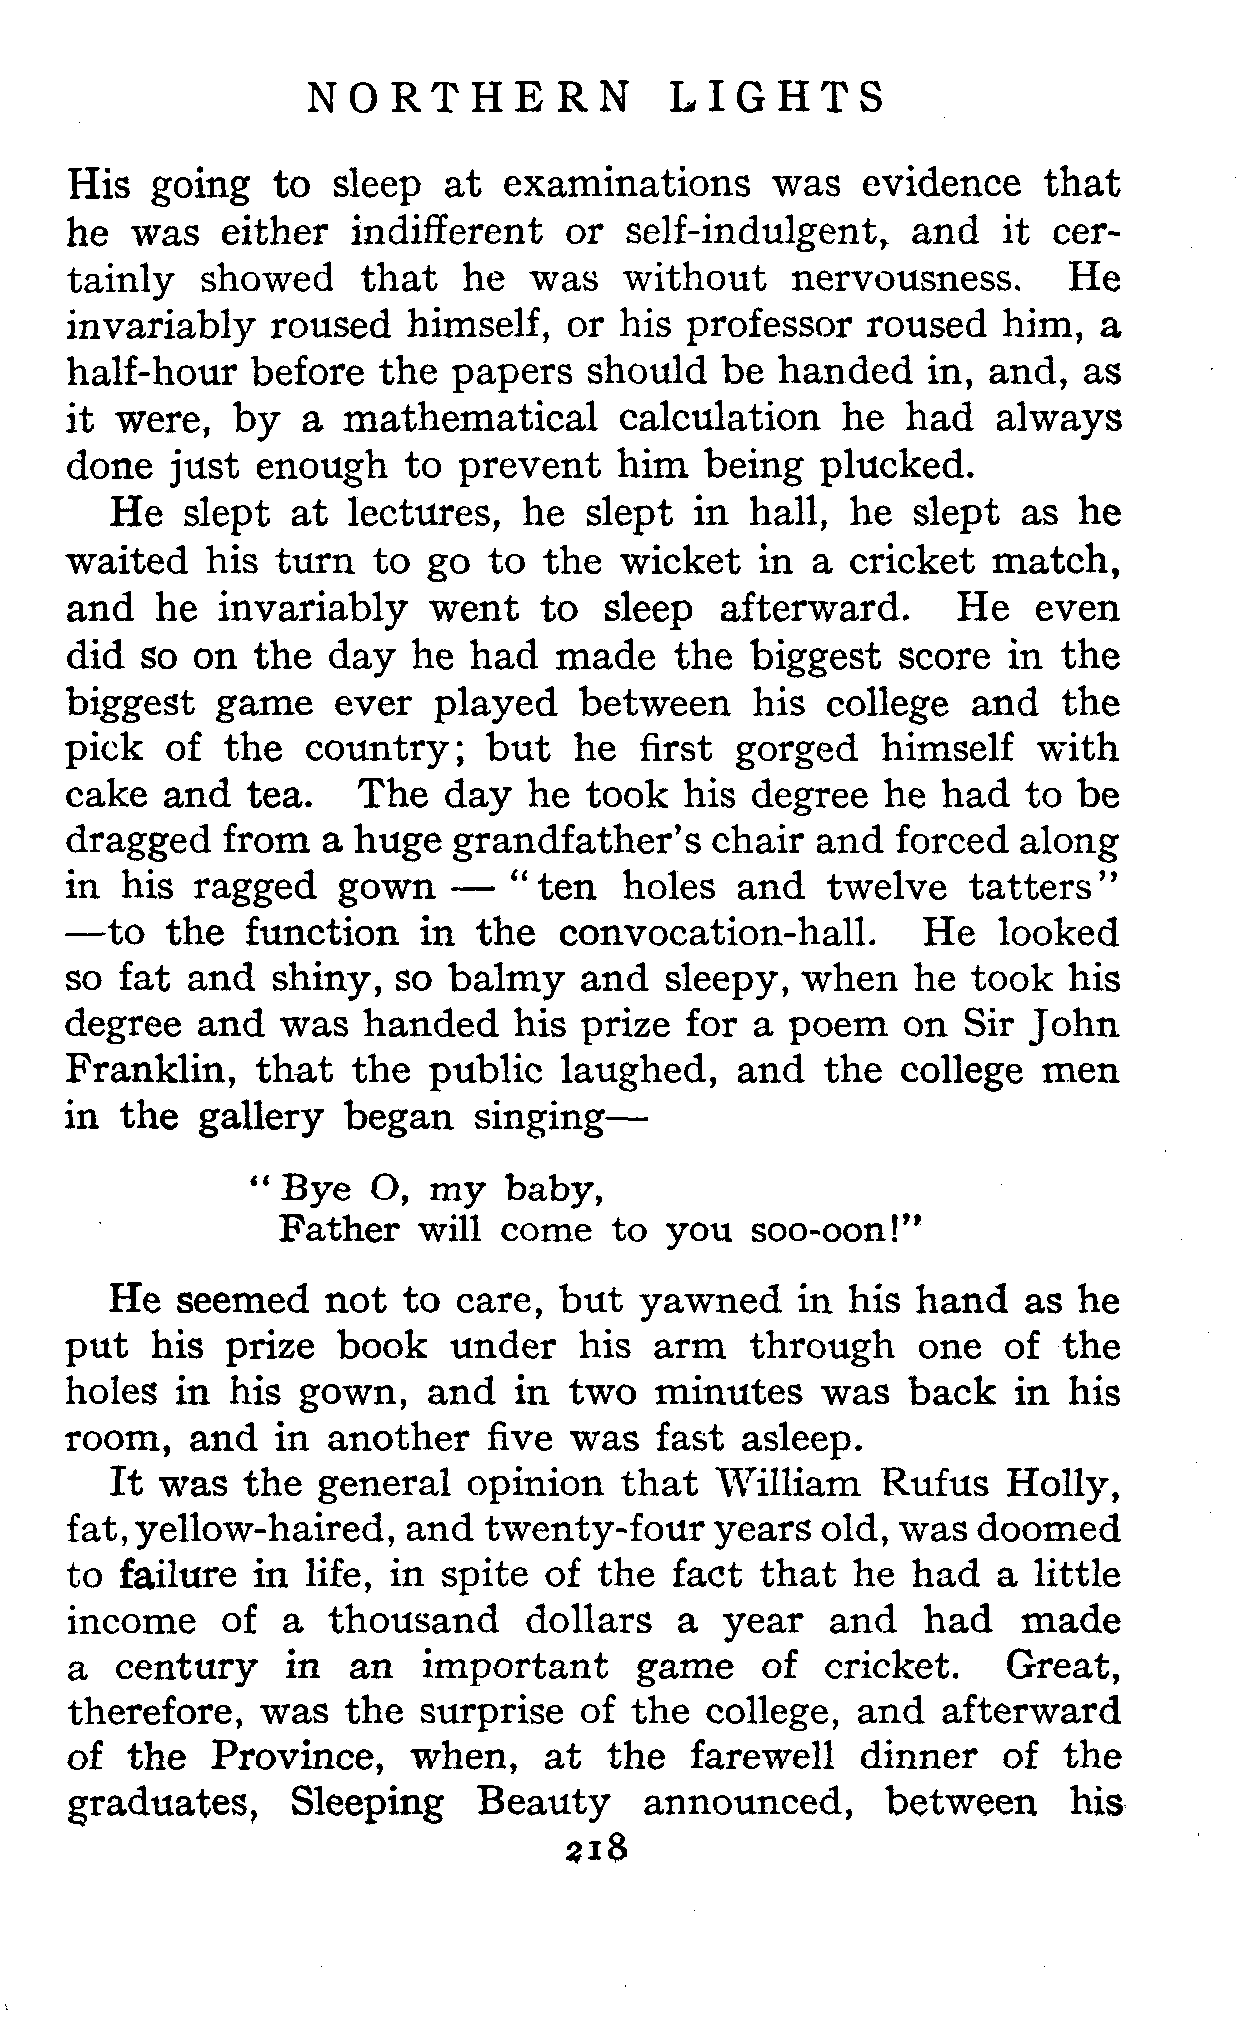 NORTHERN LIGHTS
His going to sleep at examinations was evidence that
he was either indifferent or self-indulgent, and it cer-
tainly showed that he was without nervousness. He
invariably roused himself, or his professor roused him, a
half-hour before the papers should be handed in, and, as
it were, by a mathematical calculation he had always
done just enough to prevent him being plucked.
He slept at lectures, he slept in hall, he slept as he
waited his turn to go to the wicket in a cricket match,
and he invariably went to sleep afterward. He even
did so on the day he had made the biggest score in the
biggest game ever played between his college and the
pick of the country; but he first gorged himself with
cake and tea. The day he took his degree he had to be
dragged from a huge grandfather's chair and forced along
in his ragged gown — "ten holes and twelve tatters"
—to the function in the convocation-hall. He looked
so fat and shiny, so balmy and sleepy, when he took his
degree and was handed his prize for a poem on Sir John
Franklin, that the public laughed, and the college men
in the gallery began singing—
"Bye O, my baby,
Father will come to you soo-oon!"
He seemed not to care, but yawned in his hand as he
put his prize book under his arm through one of the
holes in his gown, and in two minutes was back in his
room, and in another five was fast asleep.
It was the general opinion that William Rufus Holly,
fat, yellow-haired, and twenty-four years old, was doomed
to failure in life, in spite of the fact that he had a little
income of a thousand dollars a year and had made
a century in an important game of cricket. Great,
therefore, was the surprise of the college, and afterward
of the Province, when, at the farewell dinner of the
graduates, Sleeping Beauty announced, between his
218